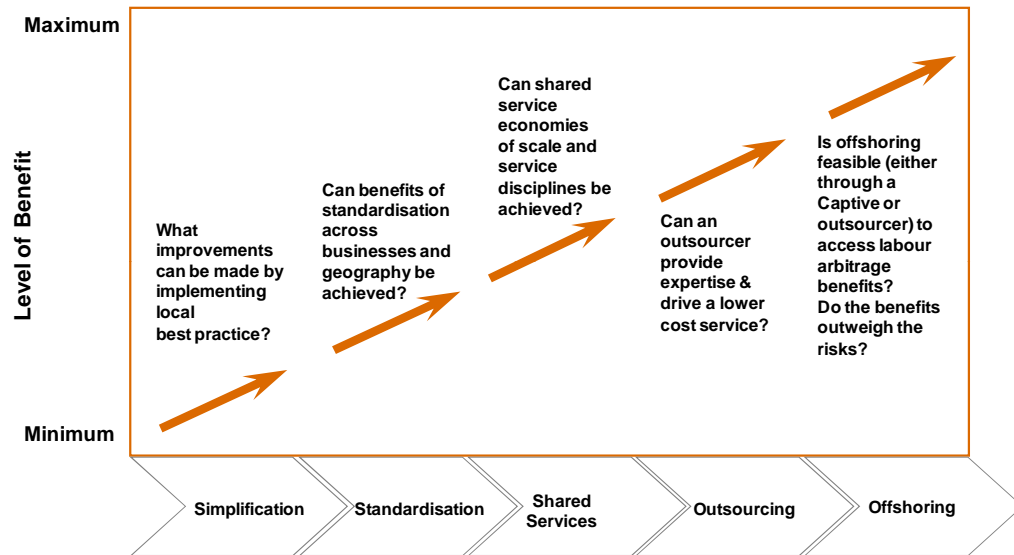 Maximum
Level of Benefit
Minimum
What
improvements
can be made by
implementing
local
best practice?
Can benefits of
standardisation
across
businesses and
geography be
achieved?
Can shared
service
economies
of scale and
service
disciplines be
achieved?
Can an
outsourcer
provide
expertise &
drive a lower
cost service?
Is offshoring
feasible (either
through a
Captive or
outsourcer) to
access labour
arbitrage
benefits?
Do the benefits
outweigh the
risks?
Simplification
Standardisation
Shared
Services
Outsourcing
Offshoring